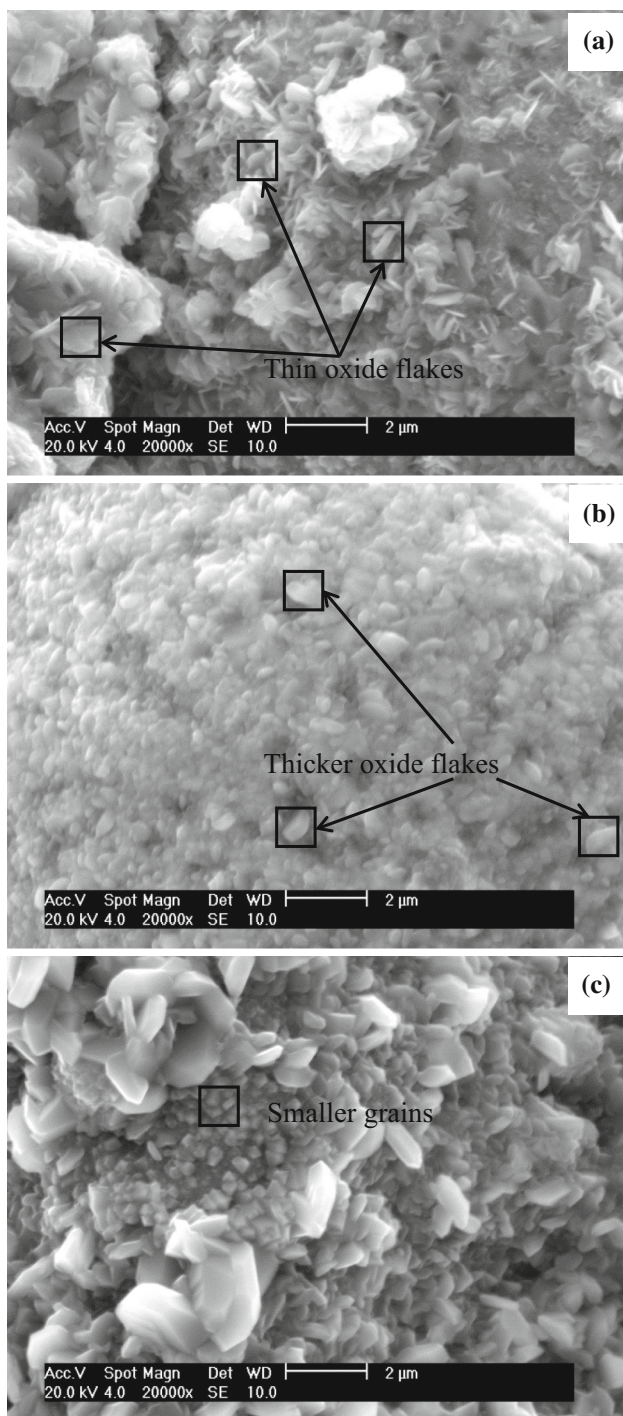 (a)
Thin oxide flakes
Acc.V Spot Magn Det WD 2 µm
20.0 kV 4.0 20000x SE 10.0
(b)
Thicker oxide flakes
Acc.V Spot Magn Det WD 2 µm
20.0 kV 4.0 20000x SE 10.0
(c)
Smaller grains
Acc.V Spot Magn Det WD 2 µm
20.0 kV 4.0 20000x SE 10.0